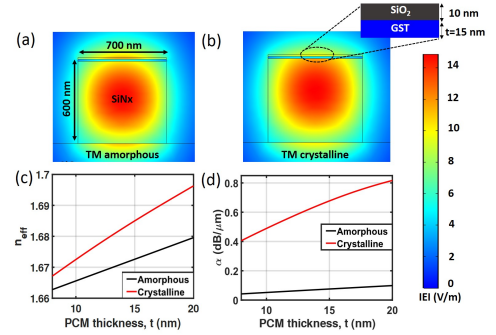 SiO2
GST
10 nm
t=15 nm
(a)
700 nm
600 nm
SiNx
TM amorphous
(b)
TM crystalline
14
12
10
8
6
4
2
0
IEI (V/m)
(c)
1.7
1.69
1.68
1.67
1.66
neff
10
15
20
PCM thickness, t (nm)
Amorphous
Crystalline
(d)
0.8
0.6
0.4
0.2
0
α (dB/μm)
10
15
20
PCM thickness, t (nm)
Amorphous
Crystalline